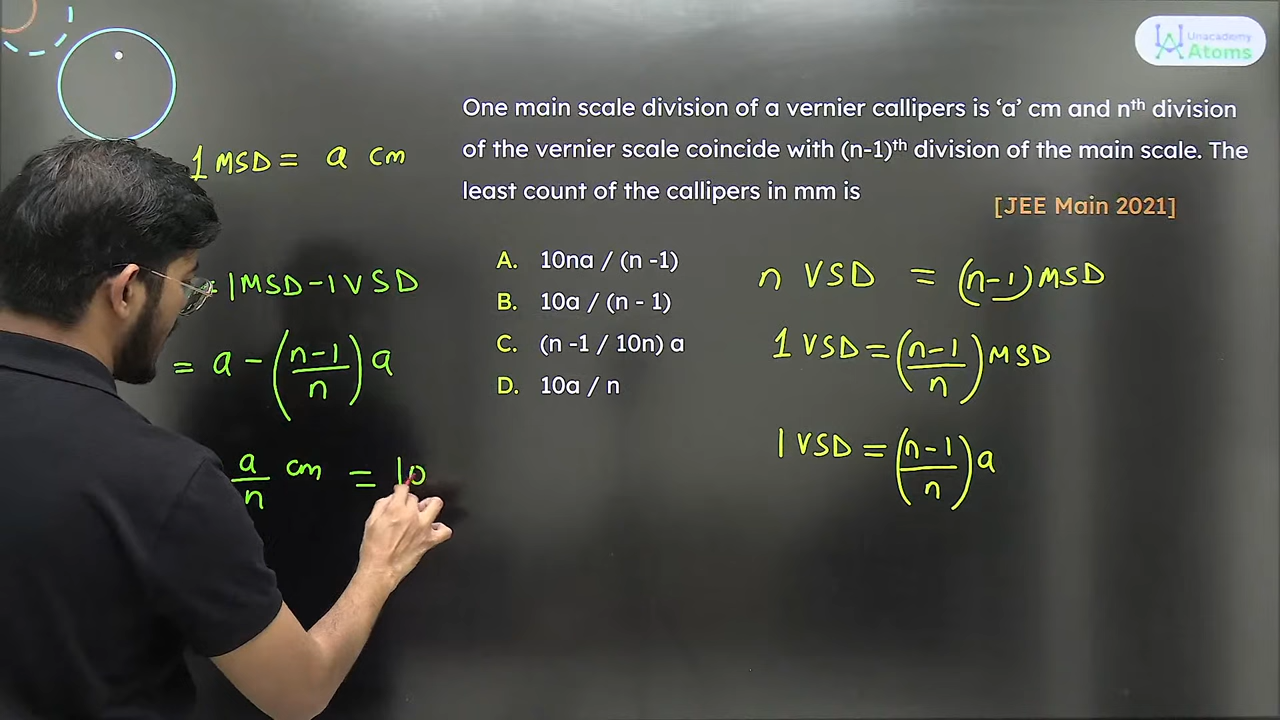 Unacademy
Atoms
One main scale division of a vernier callipers is ‘a’ cm and nᵗʰ division
of the vernier scale coincide with (n-1)ᵗʰ division of the main scale. The
least count of the callipers in mm is
[JEE Main 2021]
A. 10na / (n -1)
B. 10a / (n - 1)
C. (n -1 / 10n) a
D. 10a / n
1 MSD = a cm
= 1 MSD - 1 VSD
= a - (n-1/n) a
a/n cm = 10
n VSD = (n-1) MSD
1 VSD = (n-1/n) MSD
1 VSD = (n-1/n) a